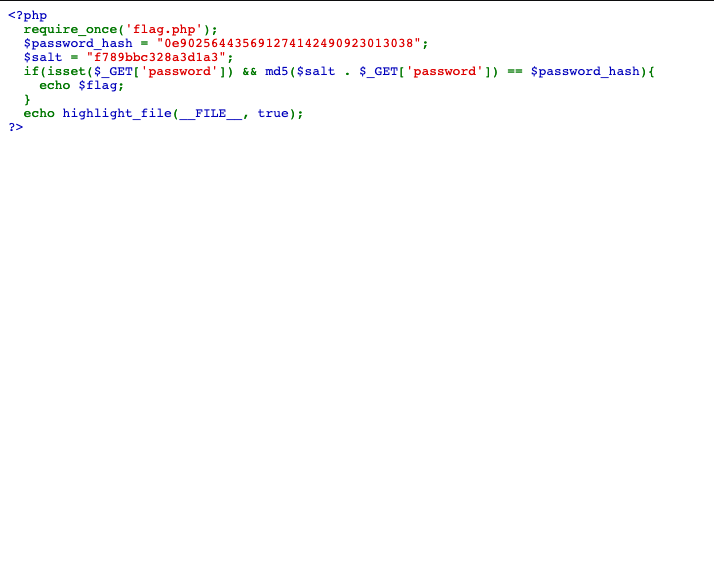 <?php
require_once('flag.php');
$password_hash = "0e902564435691274142490923013038";
$salt = "f789bbc328a3d1a3";
if(isset($_GET['password']) && md5($salt . $_GET['password']) == $password_hash){
echo $flag;
}
echo highlight_file(__FILE__, true);
?>